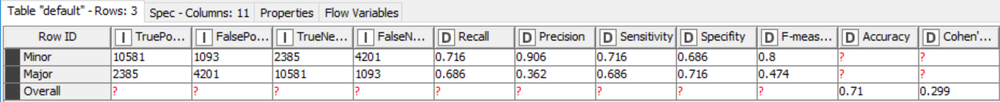 Table "default" - Rows: 3 Spec - Columns: 11 Properties Flow Variables
Row ID I TruePo... I FalsePo... I TrueNe... I FalseN... D Recall D Precision D Sensitivity D Specifity D F-meas... D Accuracy D Cohen'...
Minor 10581 1093 2385 4201 0.716 0.906 0.716 0.686 0.8 ? ?
Major 2385 4201 10581 1093 0.686 0.362 0.686 0.716 0.474 ? ?
Overall ? ? ? ? ? ? ? ? ? 0.71 0.299